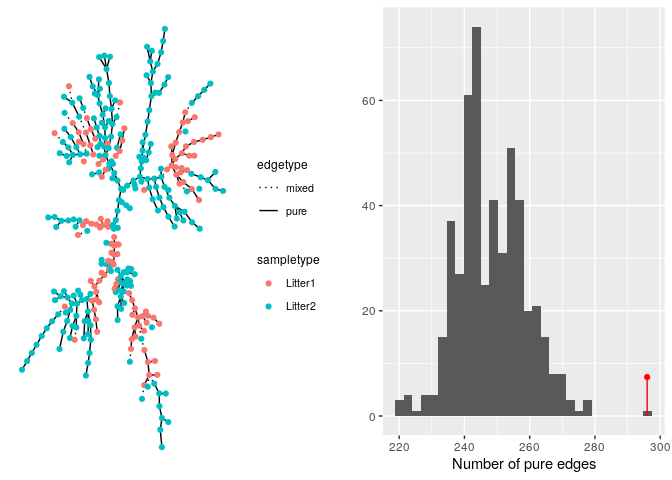 edgetype
mixed
pure
sampletype
Litter1
Litter2
60
40
20
0
220 240 260 280 300
Number of pure edges